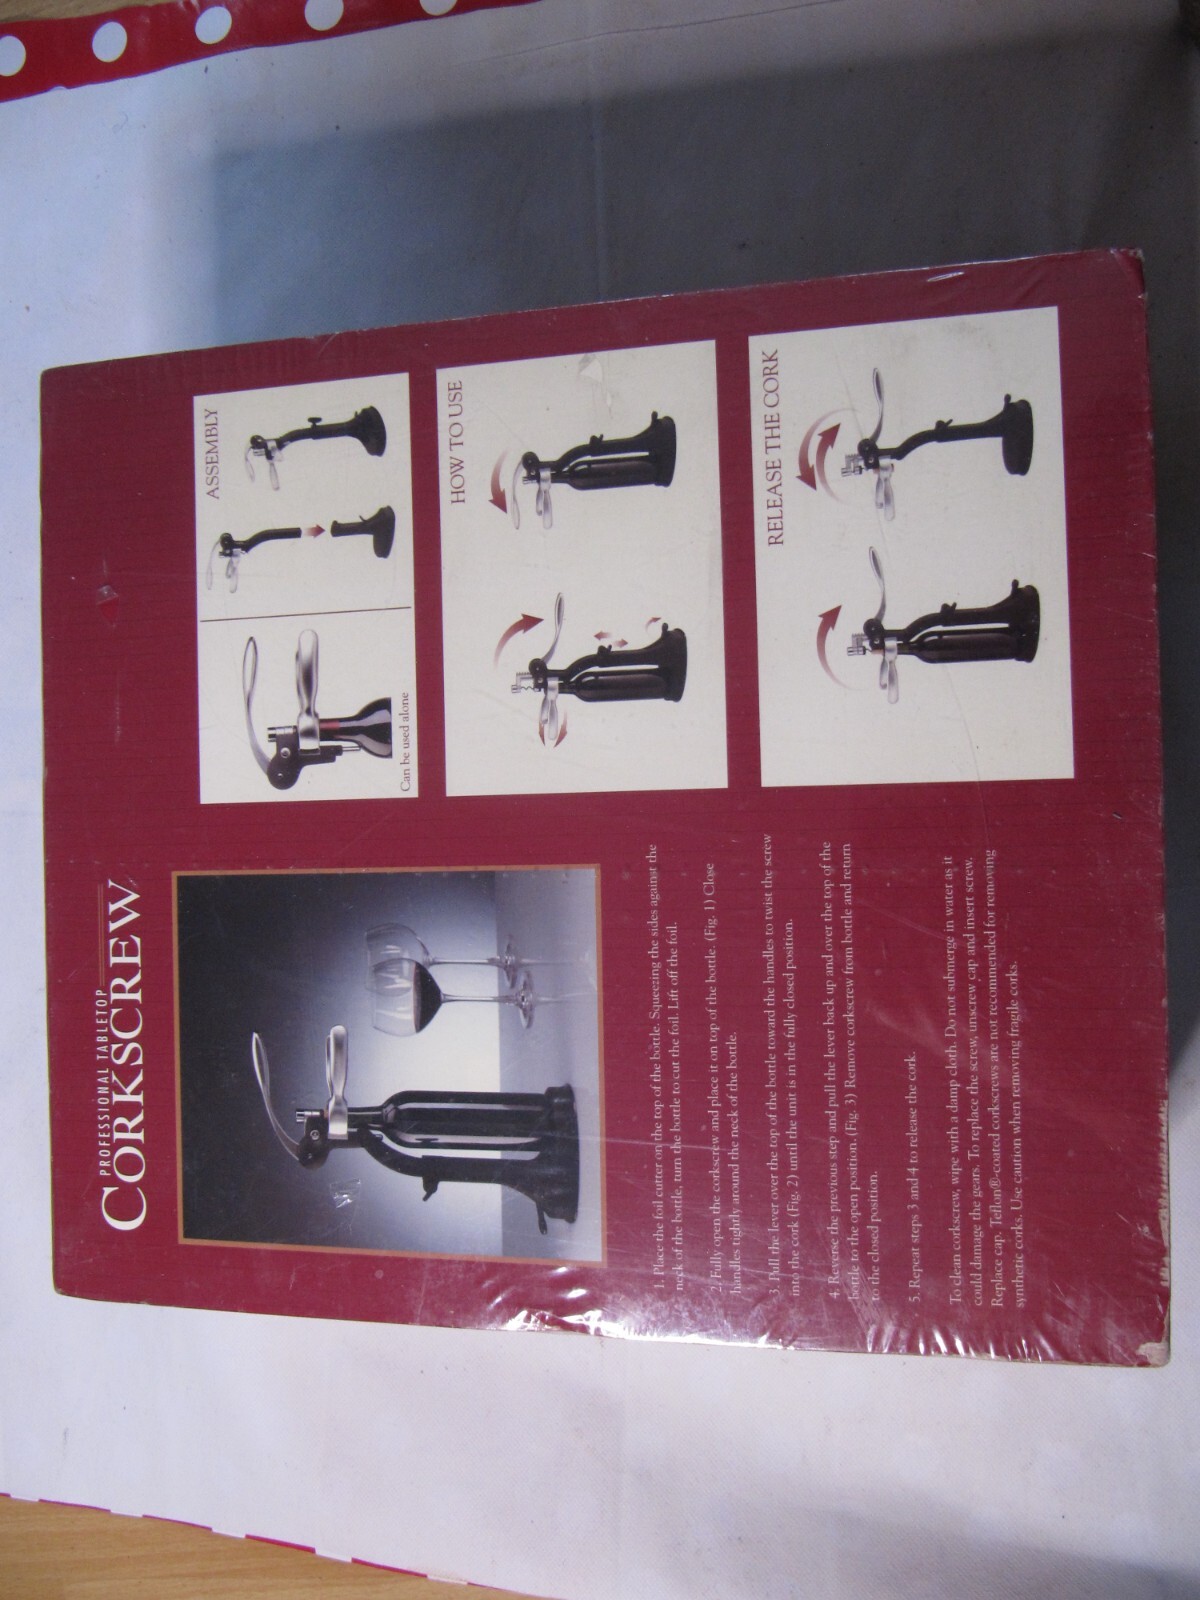 PROFESSIONAL TABLETOP
CORKSCREW
1. Place the foil cutter on the top of the bottle. Squeezing the sides against the
neck of the bottle, turn the bottle to cut the foil. Lift off the foil.
2. Fully open the corkscrew and place it on top of the bottle. (Fig. 1) Close
handles tightly around the neck of the bottle.
3. Pull the lever over the top of the bottle toward the handles to twist the screw
into the cork (Fig. 2) until the unit is in the fully closed position.
4. Reverse the previous step and pull the lever back up and over the top of the
bottle to the open position. (Fig. 3) Remove corkscrew from bottle and return
to the closed position.
5. Repeat steps 3 and 4 to release the cork.
To clean corkscrew, wipe with a damp cloth. Do not submerge in water as it
could damage the gears. To replace the screw, unscrew cap and insert screw.
Replace cap. Teflon®-coated corkscrews are not recommended for removing
synthetic corks. Use caution when removing fragile corks.
ASSEMBLY
Can be used alone
HOW TO USE
RELEASE THE CORK